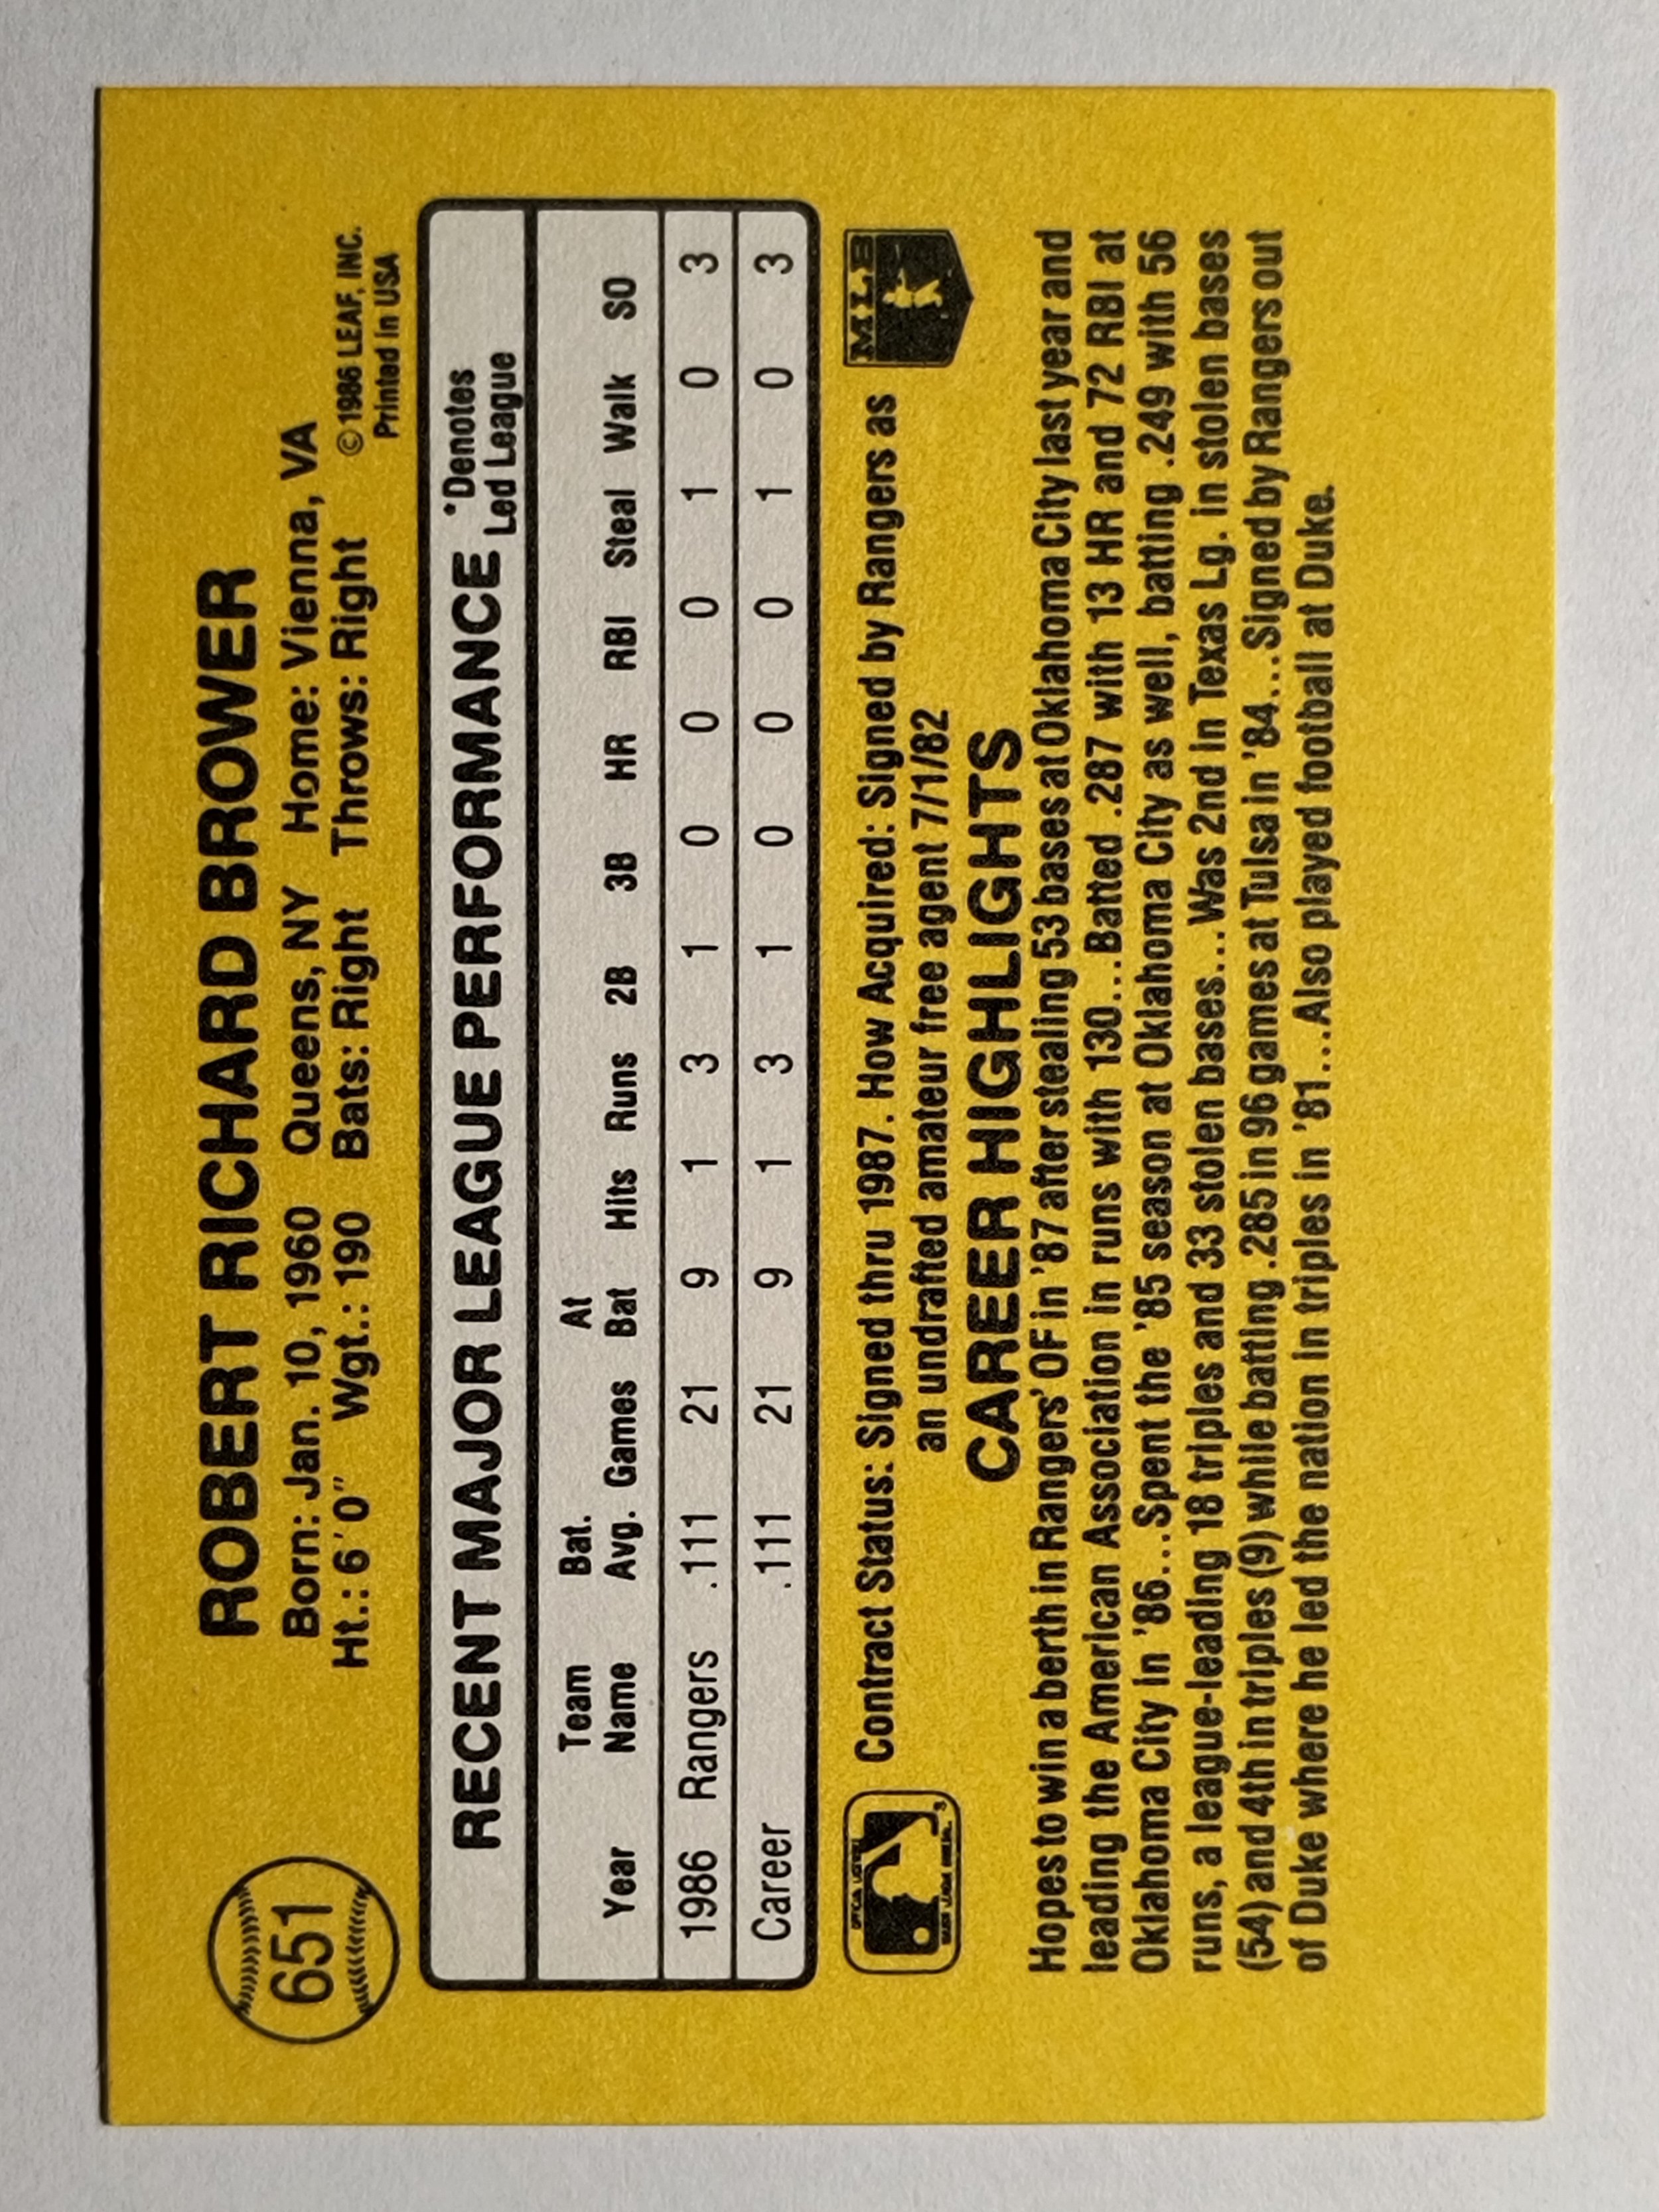 651
ROBERT RICHARD BROWER
Born: Jan. 10, 1960 Queens, NY Home: Vienna, VA
Ht.: 6'0" Wgt.: 190 Bats: Right Throws: Right
© 1986 LEAF, INC.
Printed in USA
RECENT MAJOR LEAGUE PERFORMANCE *Denotes
Led League
Team Bat. At
Year Name Avg. Games Bat Hits Runs 2B 3B HR RBI Steal Walk SO
1986 Rangers .111 21 9 1 3 1 0 0 0 1 0 3
Career .111 21 9 1 3 1 0 0 0 1 0 3
Contract Status: Signed thru 1987. How Acquired: Signed by Rangers as
an undrafted amateur free agent 7/1/82
MLB
CAREER HIGHLIGHTS
Hopes to win a berth in Rangers' OF in '87 after stealing 53 bases at Oklahoma City last year and
leading the American Association in runs with 130...Batted .287 with 13 HR and 72 RBI at
Oklahoma City in '86...Spent the '85 season at Oklahoma City as well, batting .249 with 56
runs, a league-leading 18 triples and 33 stolen bases...Was 2nd in Texas Lg. in stolen bases
(54) and 4th in triples (9) while batting .285 in 96 games at Tulsa in '84...Signed by Rangers out
of Duke where he led the nation in triples in '81...Also played football at Duke.